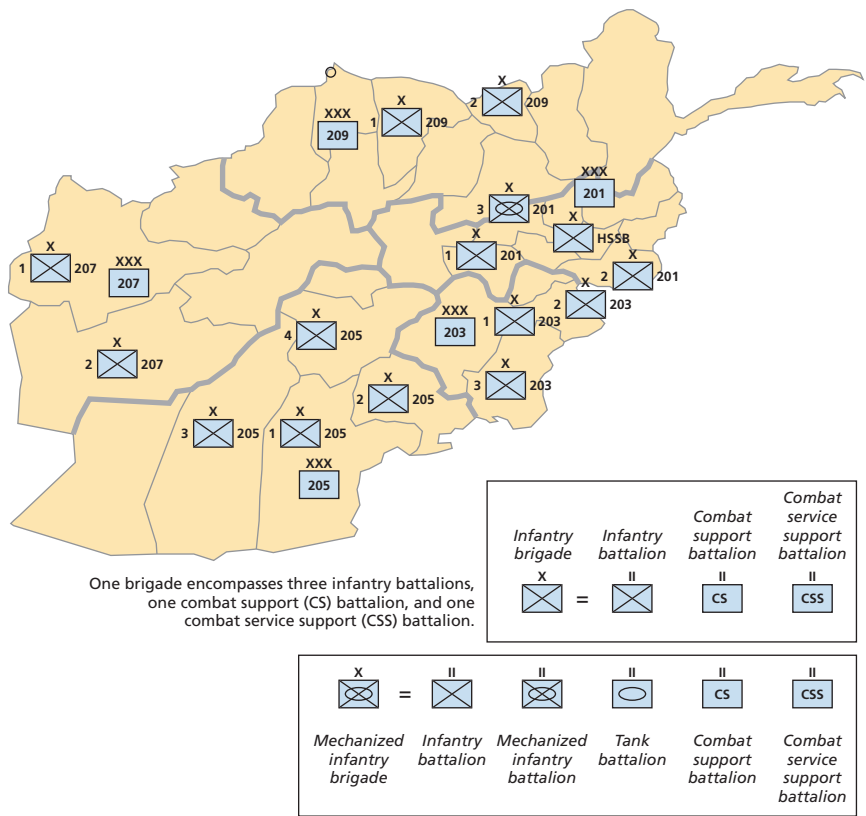 X
2 209
XXX
209
X
1 209
XXX
201
X
3 201
X
HSSB
X
1 201
X
2 201
X
1 207
XXX
207
X
2 203
XXX
203
X
1 203
X
4 205
X
2 207
X
3 203
X
2 205
X
3 205
X
1 205
XXX
205
One brigade encompasses three infantry battalions,
one combat support (CS) battalion, and one
combat service support (CSS) battalion.
Infantry
brigade
Infantry
battalion
Combat
support
battalion
Combat
service
support
battalion
X = II II II
CS CSS
X = II II II II II
CS CSS
Mechanized
infantry
brigade
Infantry
battalion
Mechanized
infantry
battalion
Tank
battalion
Combat
support
battalion
Combat
service
support
battalion